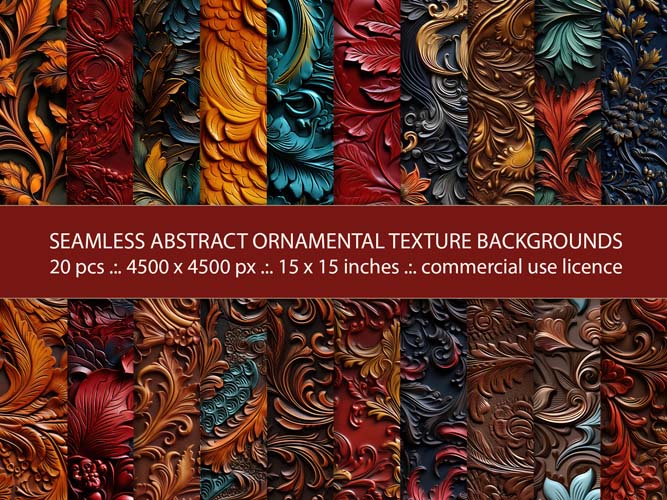 SEAMLESS ABSTRACT ORNAMENTAL TEXTURE BACKGROUNDS
20 pcs .:. 4500 x 4500 px .:. 15 x 15 inches .:. commercial use licence